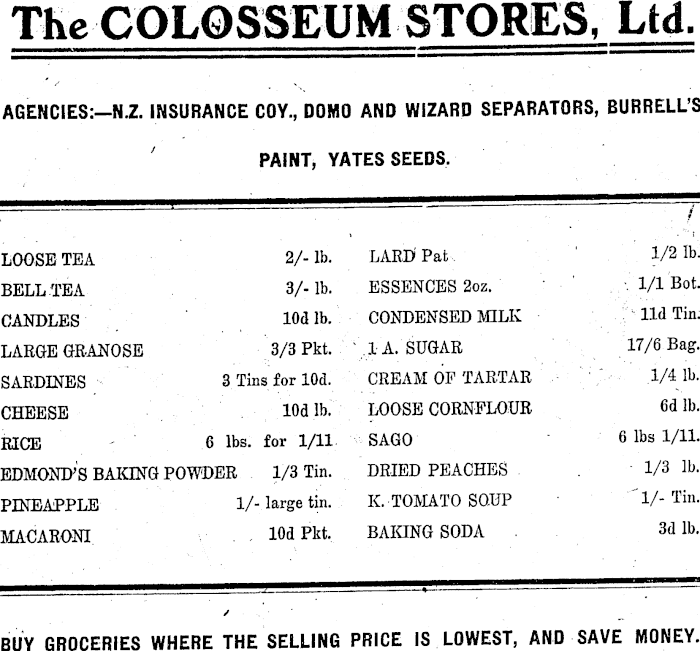 The COLOSSEUM STORES, Ltd.
AGENCIES:—N.Z. INSURANCE COY., DOMO AND WIZARD SEPARATORS, BURRELL'S
PAINT, YATES SEEDS.
LOOSE TEA 2/- lb.
BELL TEA 3/- lb.
CANDLES 10d lb.
LARGE GRANOSE 3/3 Pkt.
SARDINES 3 Tins for 10d.
CHEESE 10d lb.
RICE 6 lbs. for 1/11
EDMOND'S BAKING POWDER 1/3 Tin.
PINEAPPLE 1/- large tin.
MACARONI 10d Pkt.
LARD Pat 1/2 lb.
ESSENCES 2oz. 1/1 Bot.
CONDENSED MILK 11d Tin.
1 A. SUGAR 17/6 Bag.
CREAM OF TARTAR 1/4 lb.
LOOSE CORNFLOUR 6d lb.
SAGO 6 lbs 1/11.
DRIED PEACHES 1/3 lb.
K. TOMATO SOUP 1/- Tin.
BAKING SODA 3d lb.
BUY GROCERIES WHERE THE SELLING PRICE IS LOWEST, AND SAVE MONEY.